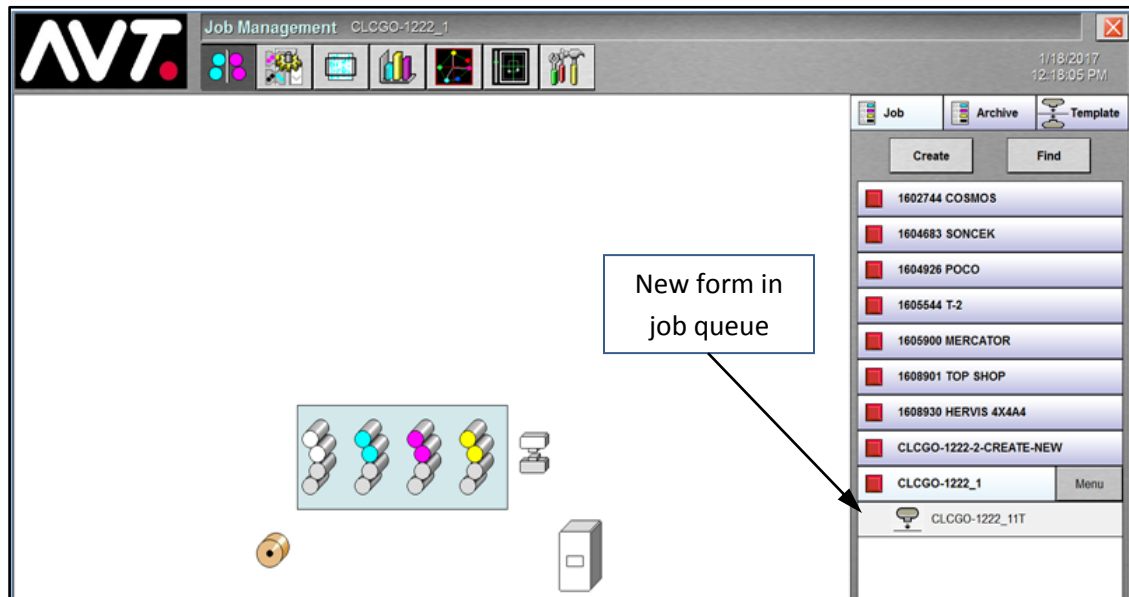 AVT.
Job Management CLCGO-1222_1
1/18/2017
12:18:05 PM
Job Archive Template
Create Find
1602744 COSMOS
1604683 SONCEK
1604926 POCO
1605544 T-2
1605900 MERCATOR
1608901 TOP SHOP
1608930 HERVIS 4X4A4
CLCGO-1222-2-CREATE-NEW
CLCGO-1222_1 Menu
CLCGO-1222_11T
New form in
job queue